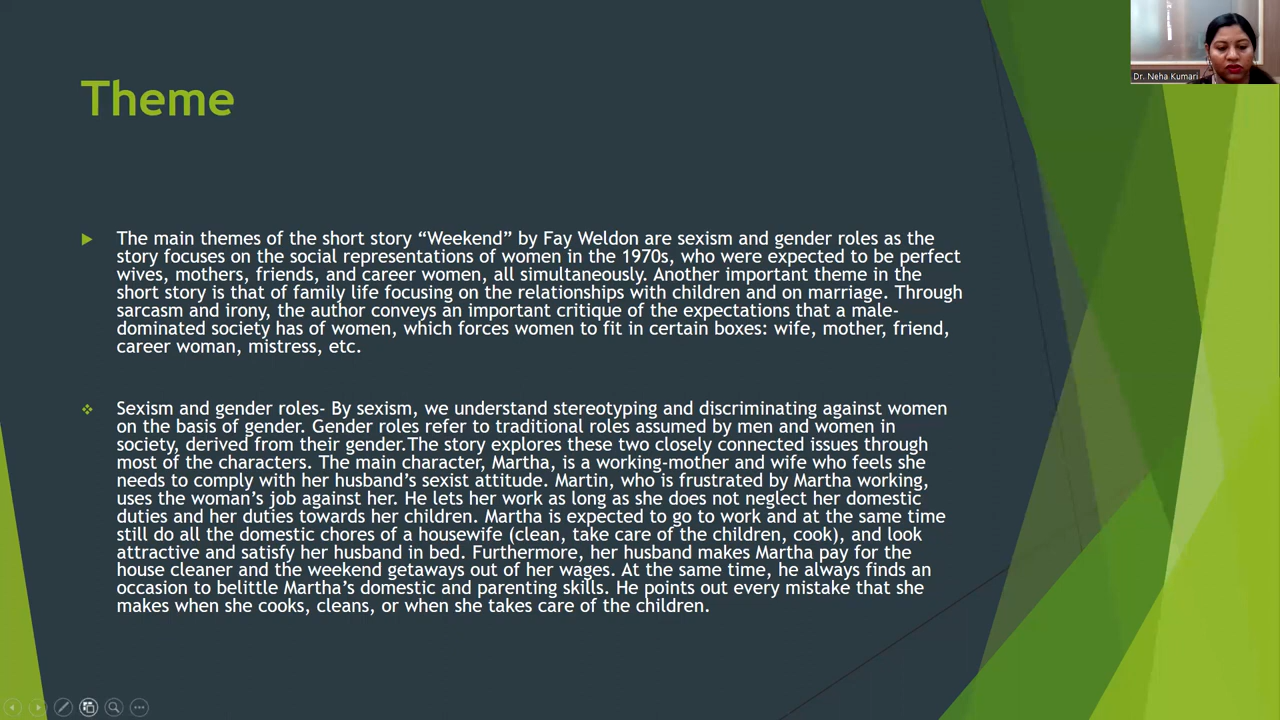 Dr. Neha Kumari
Theme
The main themes of the short story “Weekend” by Fay Weldon are sexism and gender roles as the
story focuses on the social representations of women in the 1970s, who were expected to be perfect
wives, mothers, friends, and career women, all simultaneously. Another important theme in the
short story is that of family life focusing on the relationships with children and on marriage. Through
sarcasm and irony, the author conveys an important critique of the expectations that a male-
dominated society has of women, which forces women to fit in certain boxes: wife, mother, friend,
career woman, mistress, etc.
Sexism and gender roles- By sexism, we understand stereotyping and discriminating against women
on the basis of gender. Gender roles refer to traditional roles assumed by men and women in
society, derived from their gender.The story explores these two closely connected issues through
most of the characters. The main character, Martha, is a working-mother and wife who feels she
needs to comply with her husband’s sexist attitude. Martin, who is frustrated by Martha working,
uses the woman’s job against her. He lets her work as long as she does not neglect her domestic
duties and her duties towards her children. Martha is expected to go to work and at the same time
still do all the domestic chores of a housewife (clean, take care of the children, cook), and look
attractive and satisfy her husband in bed. Furthermore, her husband makes Martha pay for the
house cleaner and the weekend getaways out of her wages. At the same time, he always finds an
occasion to belittle Martha’s domestic and parenting skills. He points out every mistake that she
makes when she cooks, cleans, or when she takes care of the children.